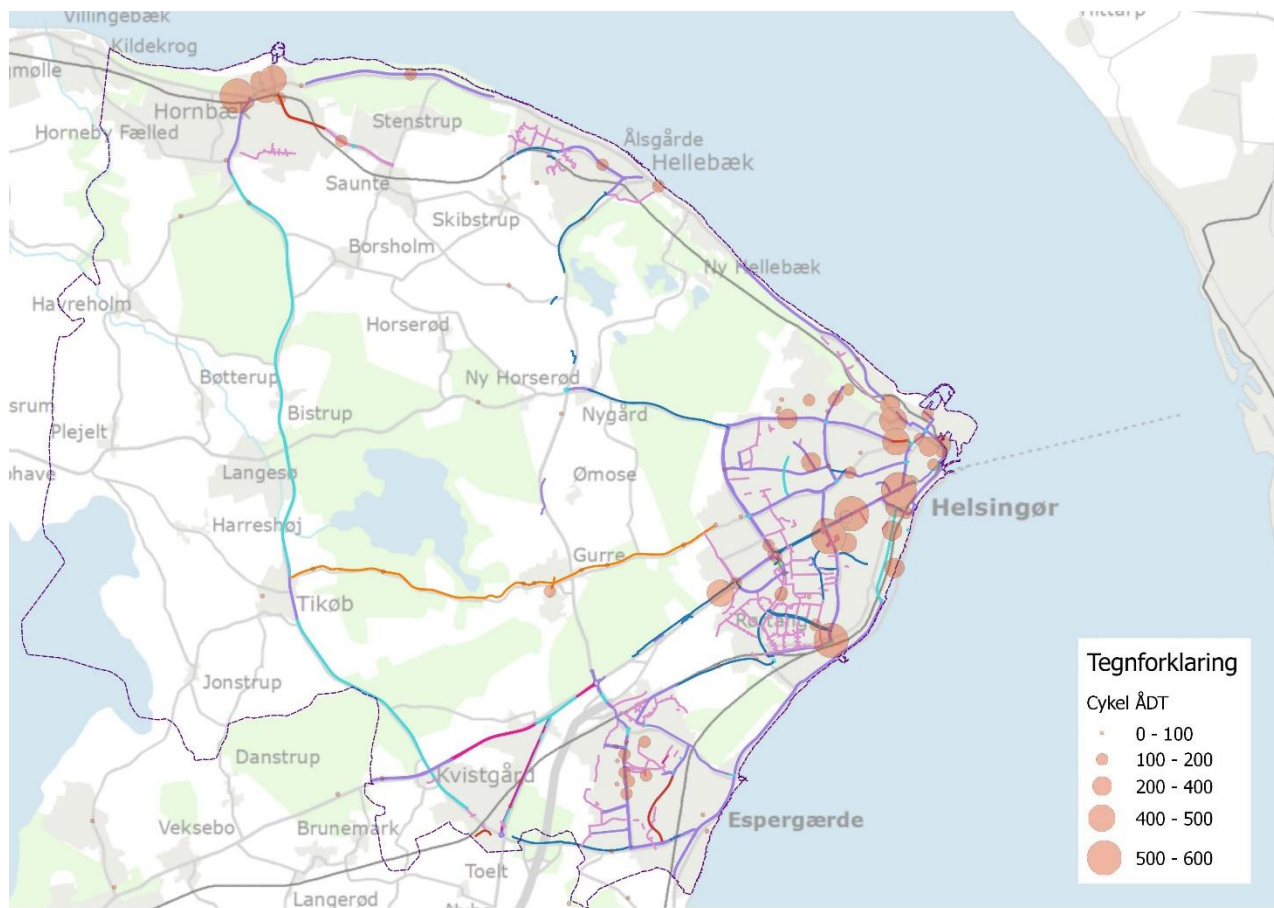 Villingebæk
Kildekrog
Hornbæk
Horneby Fælled
Stenstrup
Ålsgårde
Hellebæk
Saunte
Skibstrup
Borsholm
Ny Hellebæk
Havreholm
Horserød
Bøtterup
Ny Horserød
Bistrup
Nygård
Plejelt
Langesø
Ømose
Harreshøj
Helsingør
Gurre
Tikøb
Jonstrup
Danstrup
Kvistgård
Veksebo
Brunemark
Espergærde
Toelt
Langerød
Tegnforklaring
Cykel ÅDT
0 - 100
100 - 200
200 - 400
400 - 500
500 - 600